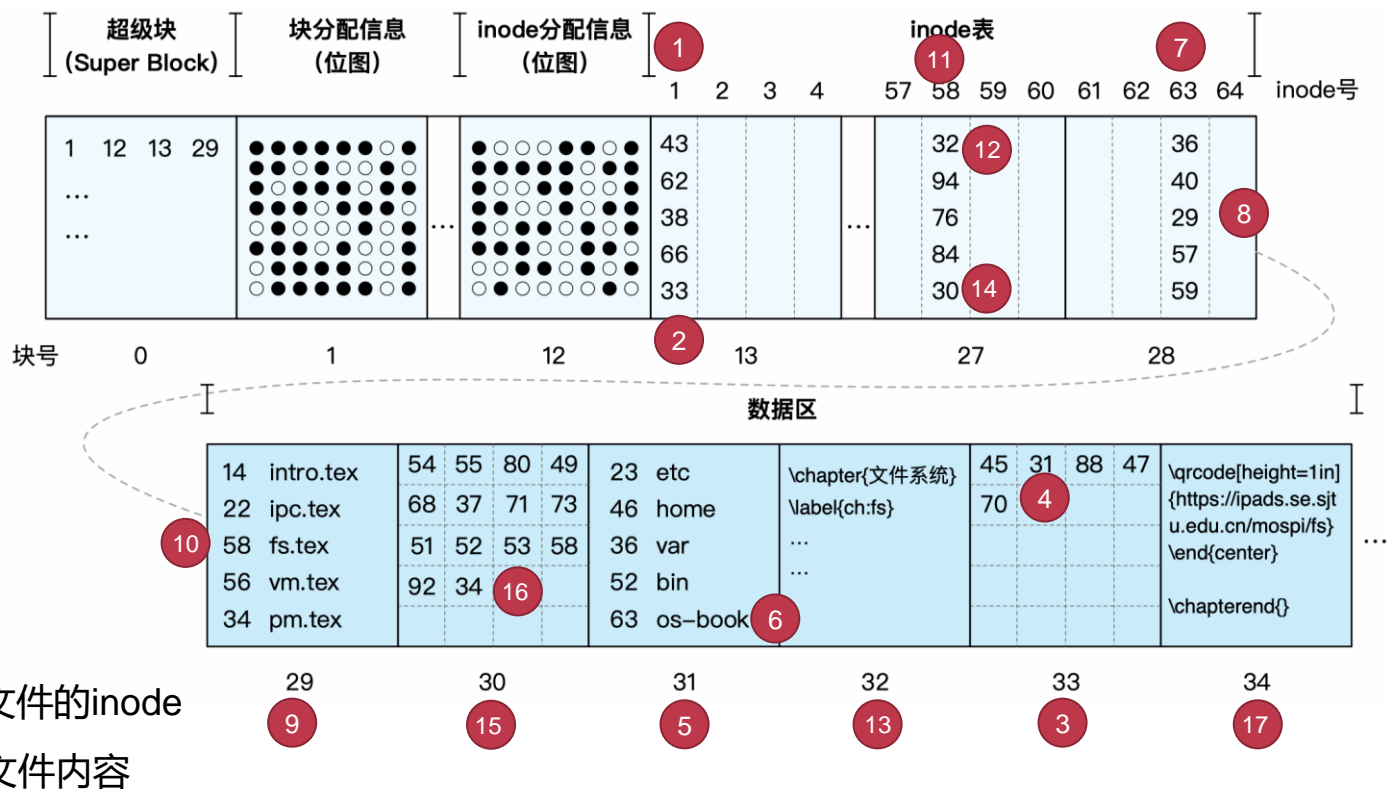 超级块
(Super Block)
块分配信息
(位图)
inode分配信息
(位图)
1
inode表
11
7
1 2 3 4 57 58 59 60 61 62 63 64 inode号
1 12 13 29
...
...
43
62
38
66
33
...
...
32
94
76
84
30
12
14
36
40
29
57
59
8
2
块号 0 1 12 13 27 28
数据区
14 intro.tex
22 ipc.tex
58 fs.tex
56 vm.tex
34 pm.tex
10
54 55 80 49
68 37 71 73
51 52 53 58
92 34
16
23 etc
46 home
36 var
52 bin
63 os-book
6
\chapter{文件系统}
\label{ch:fs}
...
...
45 31 88 47
70
4
\qrcode[height=1in]
{https://ipads.se.sjt
u.edu.cn/mospi/fs}
\end{center}
\chapterend{}
...
29 30 31 32 33 34
9 15 5 13 3 17
文件的inode
文件内容